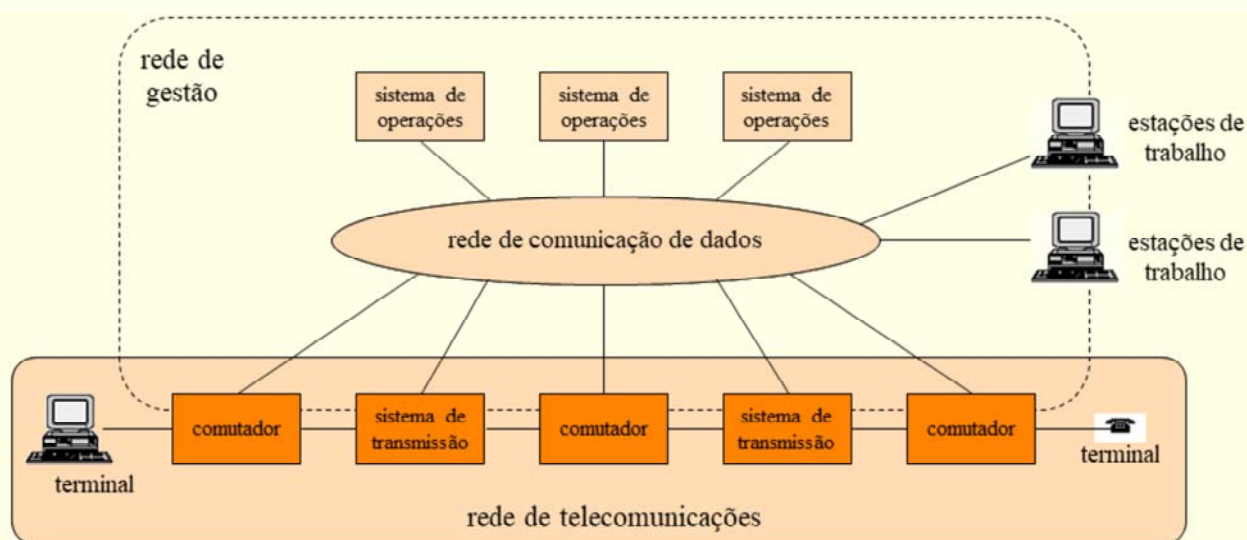 rede de
gestão
sistema de
operações
sistema de
operações
sistema de
operações
estações de
trabalho
rede de comunicação de dados
estações de
trabalho
comutador
sistema de
transmissão
comutador
sistema de
transmissão
comutador
terminal
terminal
rede de telecomunicações